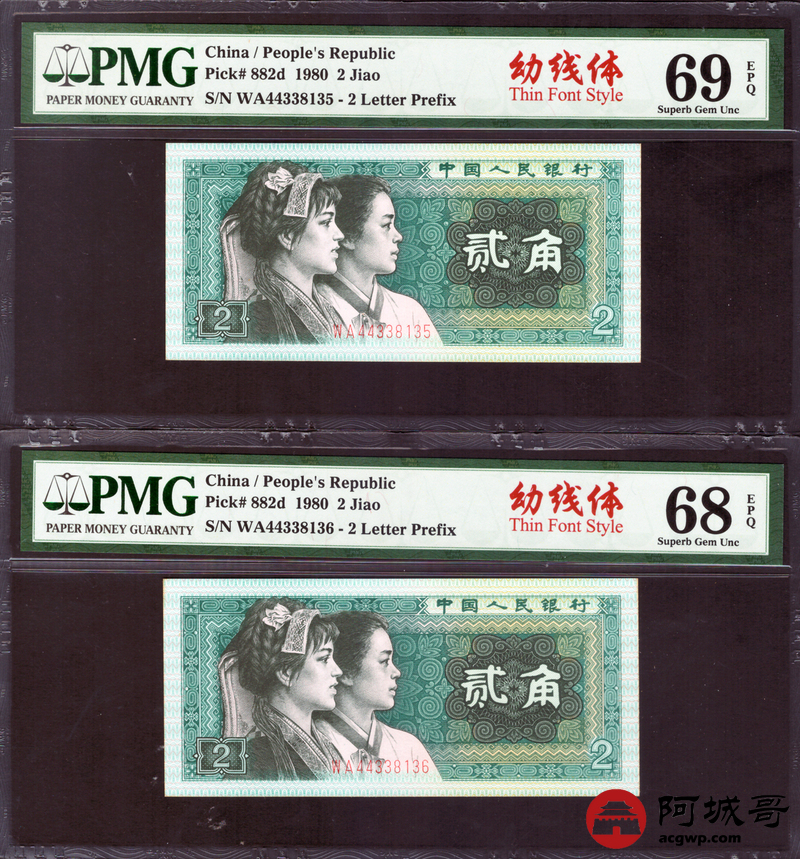 PMG
PAPER MONEY GUARANTY
China / People's Republic
Pick# 882d 1980 2 Jiao
S/N WA44338135 - 2 Letter Prefix
幼线体
Thin Font Style
69
EPQ
Superb Gem Unc
中国人民银行
贰角
2
WA44338135
2
PMG
PAPER MONEY GUARANTY
China / People's Republic
Pick# 882d 1980 2 Jiao
S/N WA44338136 - 2 Letter Prefix
幼线体
Thin Font Style
68
EPQ
Superb Gem Unc
中国人民银行
贰角
2
WA44338136
2
阿城哥
acgwp.com